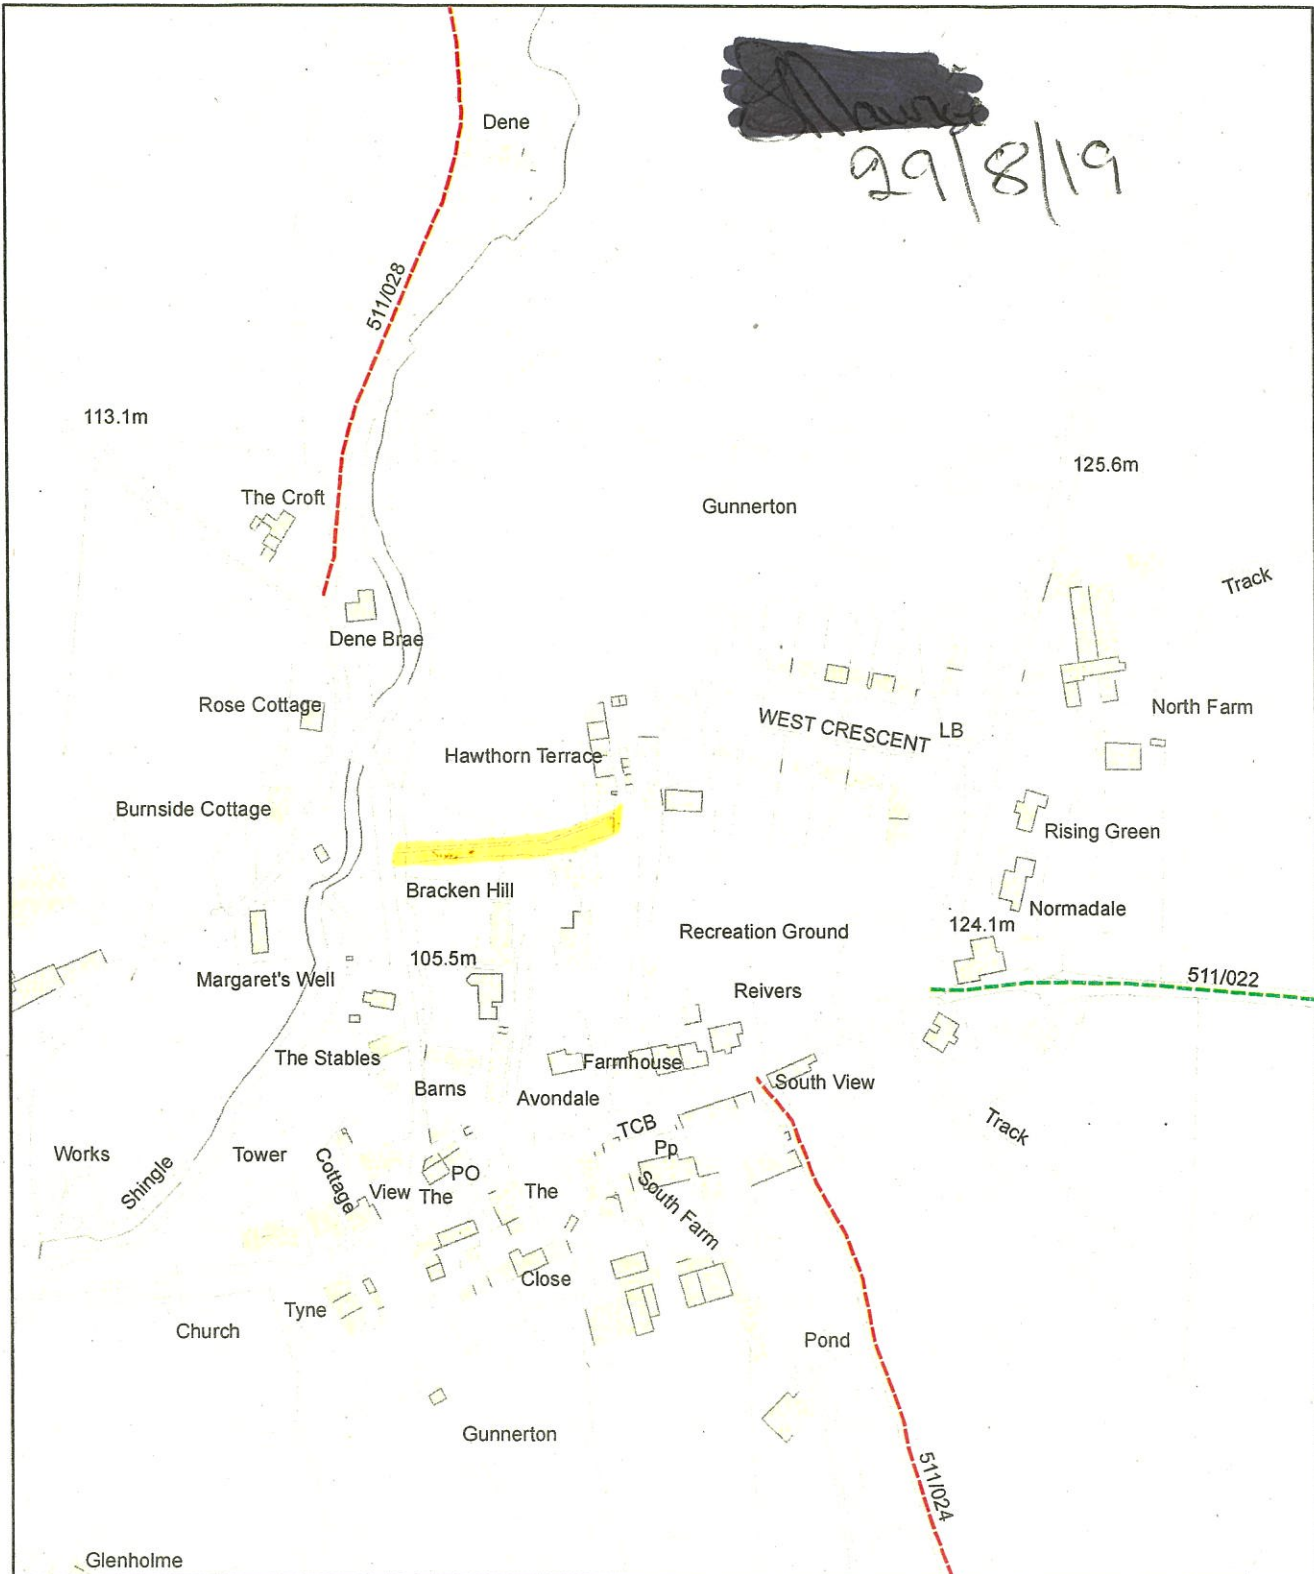 29/8/19
Dene
511/028
113.1m
125.6m
The Croft
Gunnerton
Track
Dene Brae
Rose Cottage
North Farm
WEST CRESCENT
LB
Hawthorn Terrace
Burnside Cottage
Rising Green
Bracken Hill
Normadale
124.1m
Recreation Ground
105.5m
Margaret's Well
511/022
Reivers
The Stables
Farmhouse
South View
Barns
Avondale
TCB
Track
Works
Shingle
Tower
Cottage
View
The
PO
The
Pp
South Farm
Close
Tyne
Church
Pond
Gunnerton
511/024
Glenholme